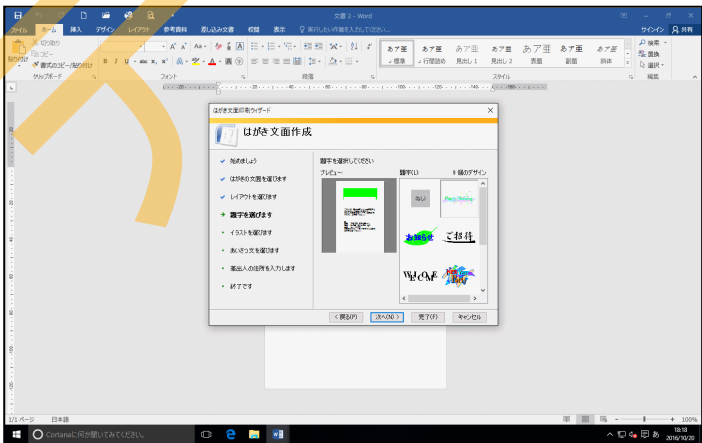 文書 2 - Word
ファイル ホーム 挿入 デザイン レイアウト 参考資料 差し込み文書 校閲 表示 実行したい作業を入力してください... サインイン 共有
切り取り
コピー
貼り付け 書式のコピー/貼り付け
B I U abc
標準 行間詰め 見出し 1 見出し 2 表題 副題 斜体
検索
置換
選択
クリップボード フォント 段落 スタイル 編集
はがき文面印刷ウィザード
はがき文面作成
始めましょう
はがきの文面を選びます
レイアウトを選びます
題字を選びます
イラストを選びます
あいさつ文を選びます
差出人の住所を入力します
終了です
題字を選択してください
プレビュー: 題字(L) 9 個のデザイン
なし
お知らせ ご招待
WELCOME
< 戻る(P) 次へ(N) > 完了(F) キャンセル
1/1 ページ 日本語 100%
Cortanaに何か聞いてみてください。
18:18
2016/10/20